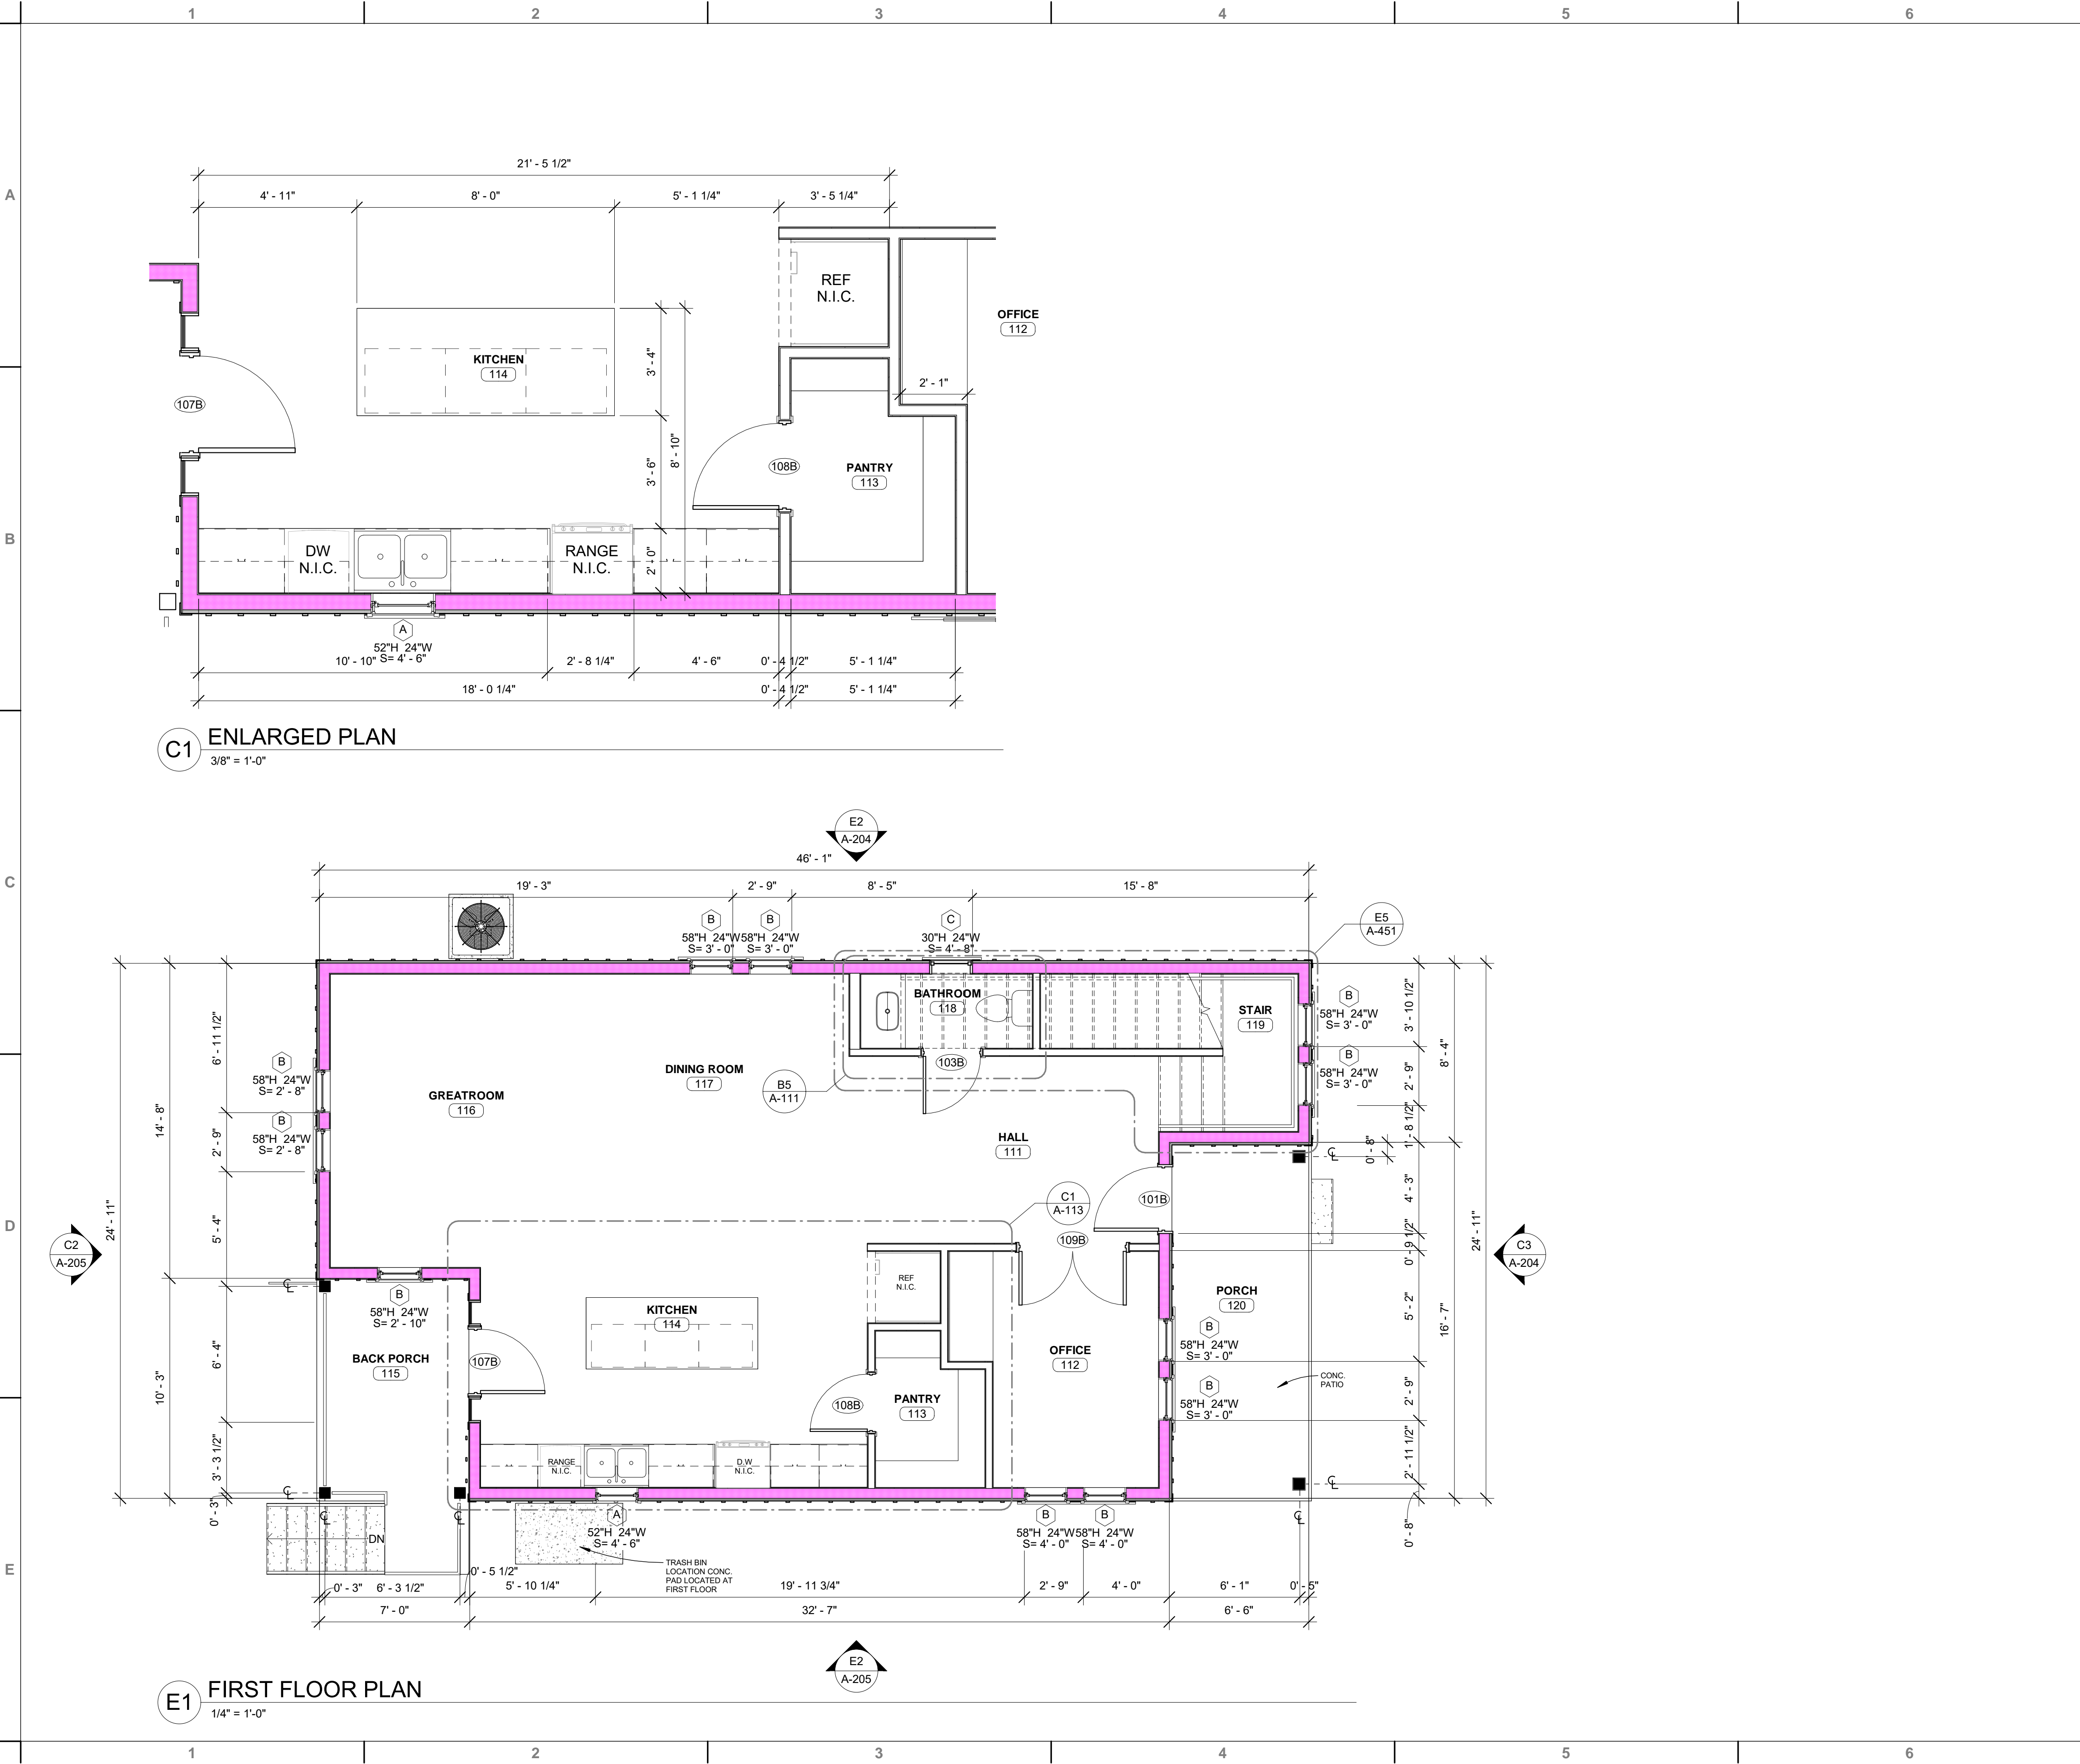 1 2 3 4 5 6
A
B
C
D
E
21' - 5 1/2"
4' - 11" 8' - 0" 5' - 1 1/4" 3' - 5 1/4"
REF
N.I.C.
OFFICE
112
KITCHEN
114
3' - 4"
2' - 1"
107B
8' - 10"
3' - 6"
108B
PANTRY
113
DW
N.I.C.
RANGE
N.I.C.
2' - 0"
A
52"H 24"W
S= 4' - 6"
10' - 10" 2' - 8 1/4" 4' - 6" 0' - 4 1/2" 5' - 1 1/4"
18' - 0 1/4" 0' - 4 1/2" 5' - 1 1/4"
C1 ENLARGED PLAN
3/8" = 1'-0"
E2
A-204
46' - 1"
19' - 3" 2' - 9" 8' - 5" 15' - 8"
B
58"H 24"W
S= 3' - 0"
B
58"H 24"W
S= 3' - 0"
C
30"H 24"W
S= 4' - 8"
E5
A-451
BATHROOM
118
STAIR
119
B
58"H 24"W
S= 3' - 0"
B
58"H 24"W
S= 3' - 0"
3' - 10 1/2"
2' - 9"
1' - 8 1/2"
8' - 4"
0' - 8"
6' - 11 1/2"
2' - 9"
5' - 4"
14' - 8"
24' - 11"
B
58"H 24"W
S= 2' - 8"
B
58"H 24"W
S= 2' - 8"
103B
DINING ROOM
117
B5
A-111
GREATROOM
116
HALL
111
CL
C1
A-113
101B
109B
4' - 3"
0' - 9 1/2"
5' - 2"
2' - 9"
2' - 11 1/2"
0' - 8"
16' - 7"
24' - 11"
C2
A-205
C3
A-204
CL
B
58"H 24"W
S= 2' - 10"
REF
N.I.C.
KITCHEN
114
PORCH
120
BACK PORCH
115
107B
OFFICE
112
B
58"H 24"W
S= 3' - 0"
B
58"H 24"W
S= 3' - 0"
CONC.
PATIO
108B
PANTRY
113
6' - 4"
3' - 3 1/2"
0' - 3"
10' - 3"
RANGE
N.I.C.
D.W
N.I.C.
CL
CL
CL
CL
CL
DN
A
52"H 24"W
S= 4' - 6"
B
58"H 24"W
S= 4' - 0"
B
58"H 24"W
S= 4' - 0"
TRASH BIN
LOCATION CONC.
PAD LOCATED AT
FIRST FLOOR
0' - 3" 6' - 3 1/2" 0' - 5 1/2" 5' - 10 1/4" 19' - 11 3/4" 2' - 9" 4' - 0" 6' - 1" 0' - 5"
7' - 0" 32' - 7" 6' - 6"
E2
A-205
E1 FIRST FLOOR PLAN
1/4" = 1'-0"
1 2 3 4 5 6